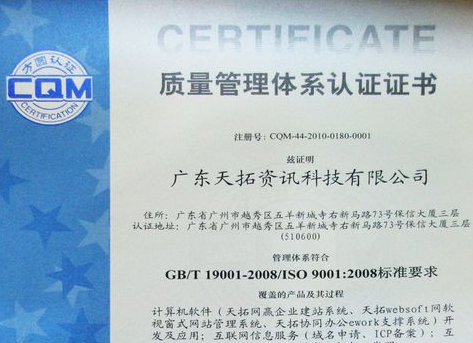 CERTIFICATE
方圆认证
CQM
CERTIFICATION
质量管理体系认证证书
注册号：CQM-44-2010-0180-0001
兹证明
广东天拓资讯科技有限公司
住所：广东省广州市越秀区五羊新城寺右新马路73号保信大厦三层
认证地址：广东省广州市越秀区五羊新城寺右新马路73号保信大厦三层
(510600)
管理体系符合
GB/T 19001-2008/ISO 9001:2008标准要求
覆盖的产品及其过程
计算机软件（天拓网赢企业建站系统、天拓websoft网软
视窗式网站管理系统、天拓协同办公ework支撑系统）开
发及应用；互联网信息服务（域名申请、ICP备案）；互